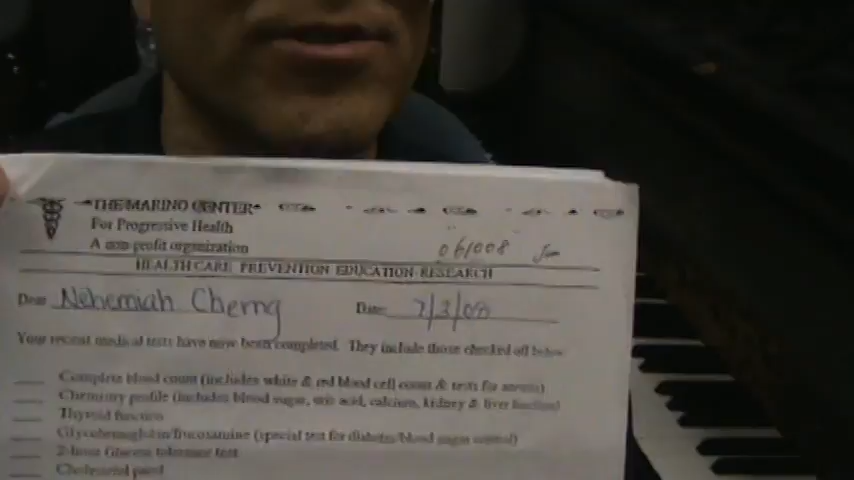 THE MARINO CENTER
For Progressive Health
A non-profit organization
061008
HEALTH CARE PREVENTION EDUCATION RESEARCH
Dear Nehemiah Cherng Date: 7/3/08
Your recent medical tests have now been completed. They include those checked off below
Complete blood count (includes white & red blood cell count & tests for anemia)
Chemistry profile (includes blood sugar, uric acid, calcium, kidney & liver function)
Thyroid function
Glycohemoglobin/fructosamine (special test for diabetes/blood sugar control)
2-hour Glucose tolerance test
Cholesterol panel